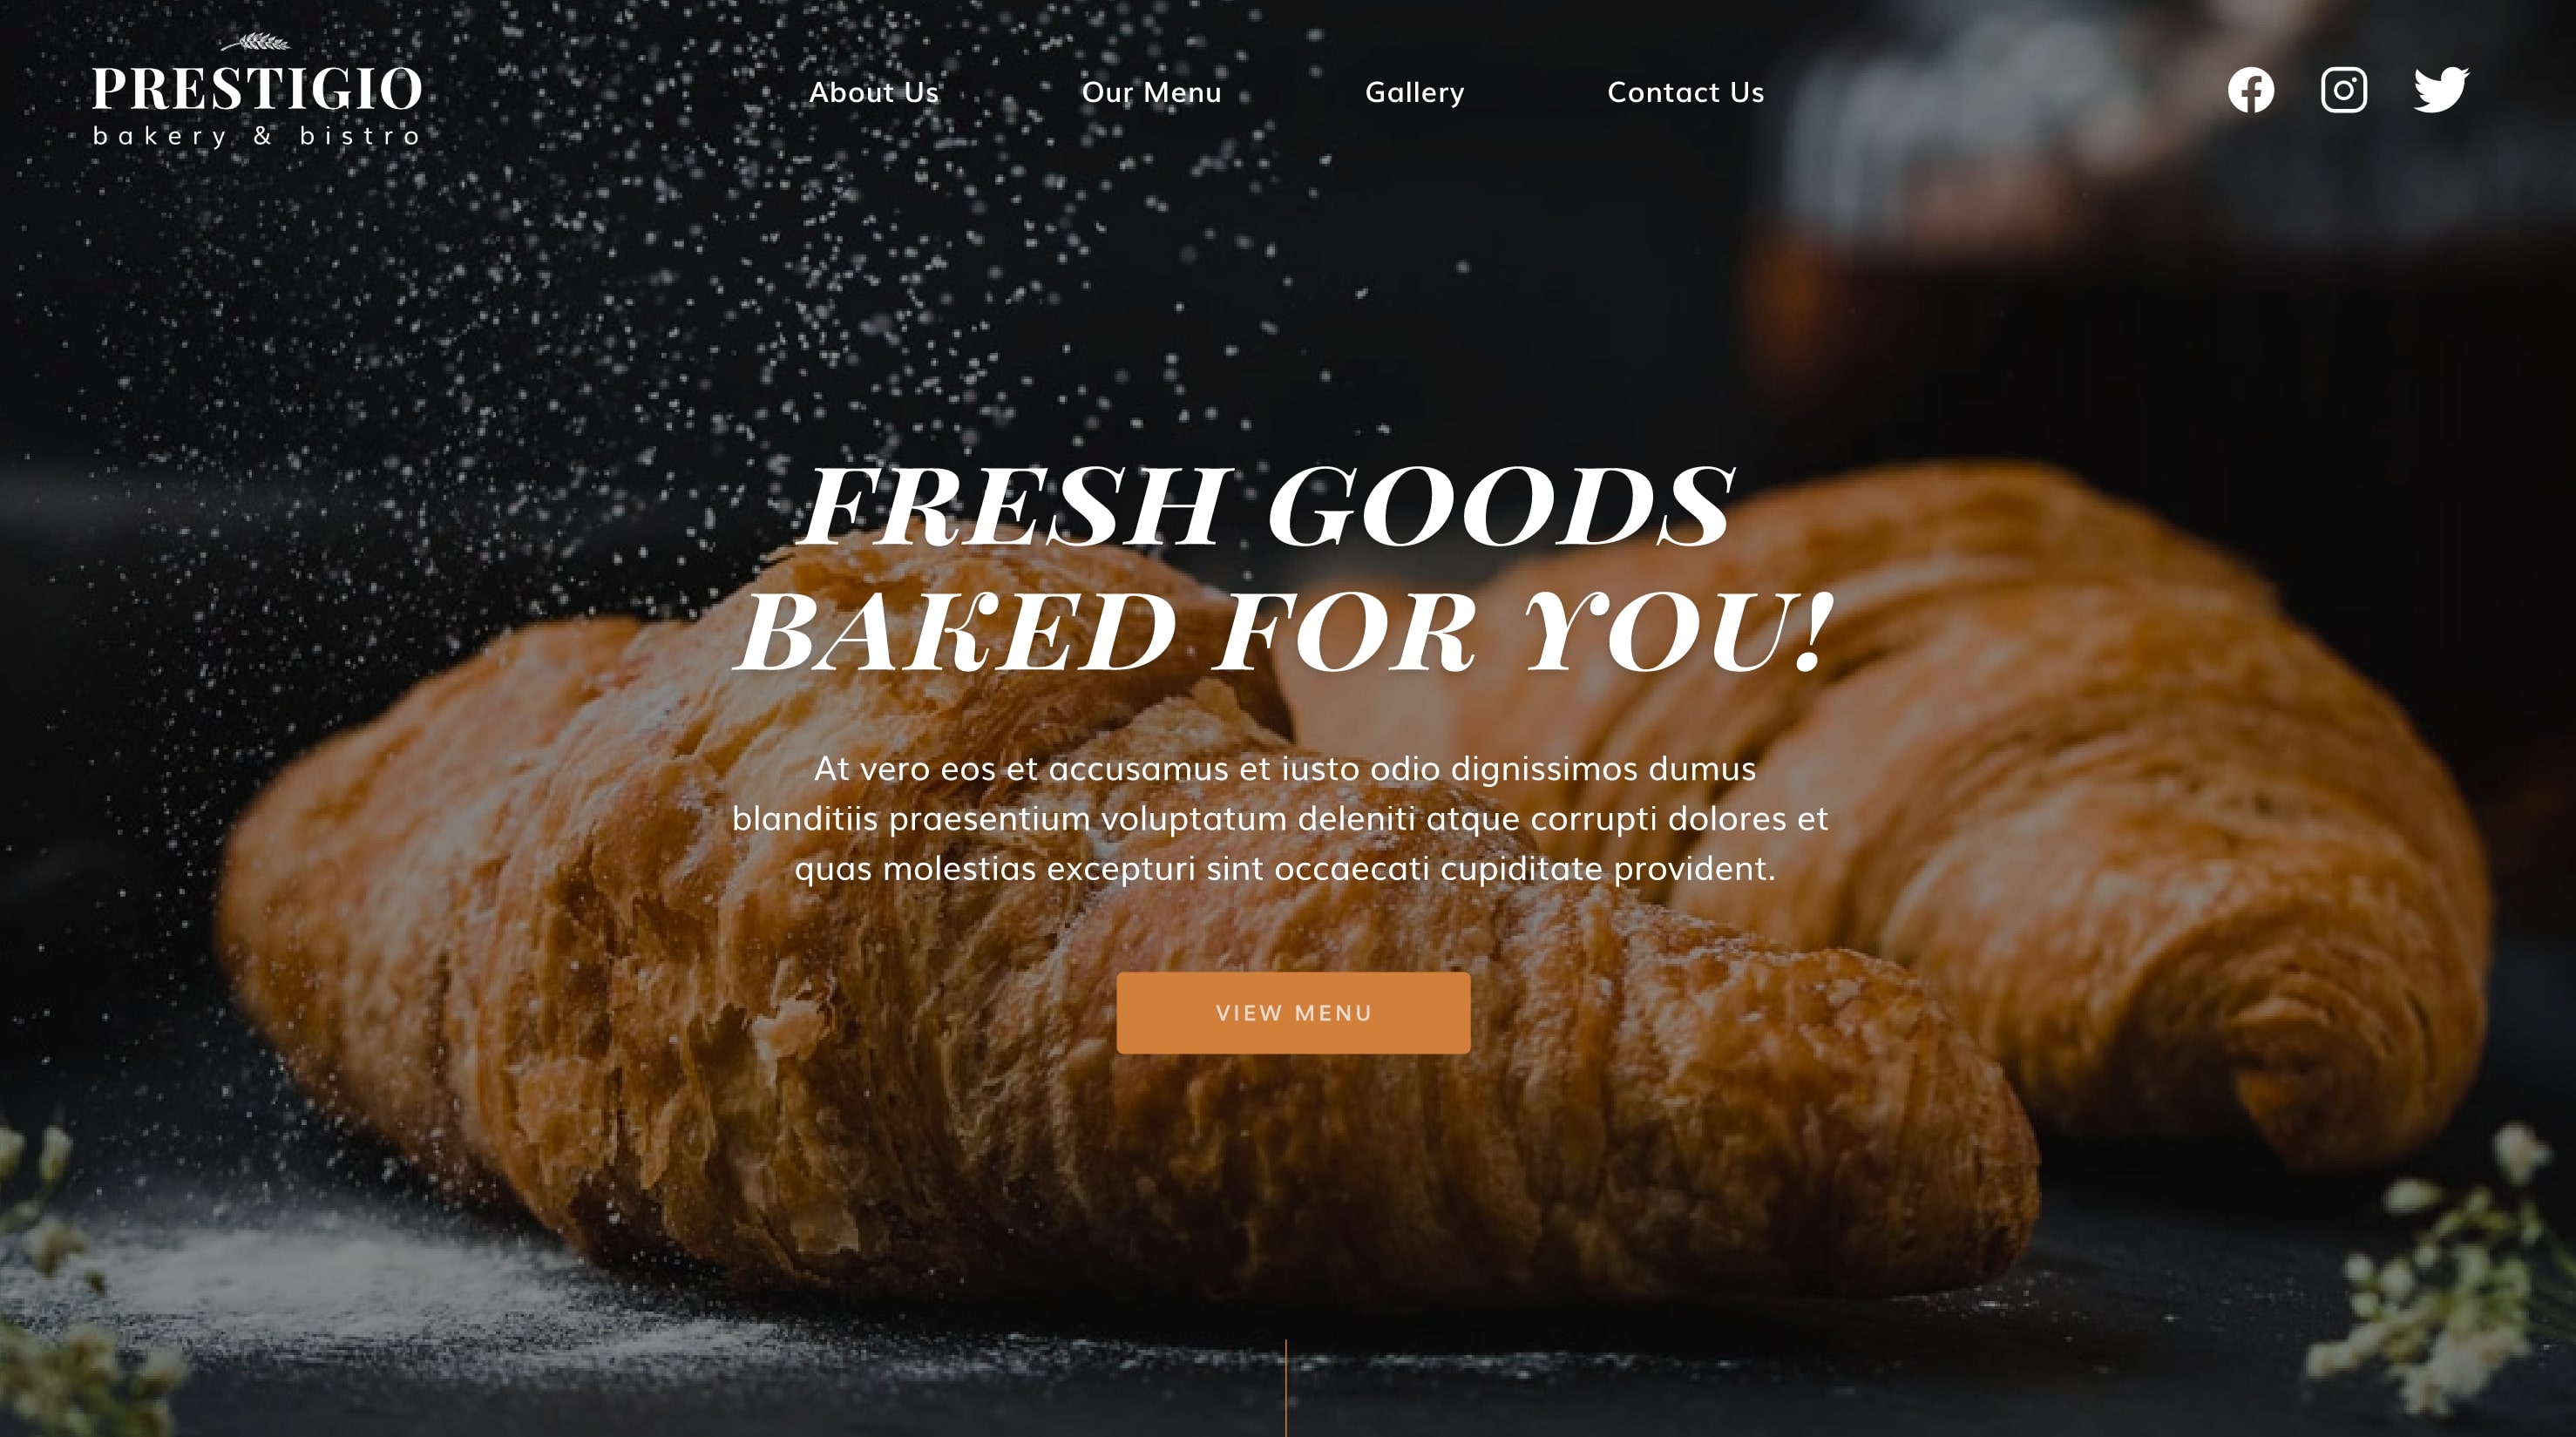 PRESTIGIO
bakery & bistro
About Us
Our Menu
Gallery
Contact Us
FRESH GOODS
BAKED FOR YOU!
At vero eos et accusamus et iusto odio dignissimos dumus
blanditiis praesentium voluptatum deleniti atque corrupti dolores et
quas molestias excepturi sint occaecati cupiditate provident.
VIEW MENU